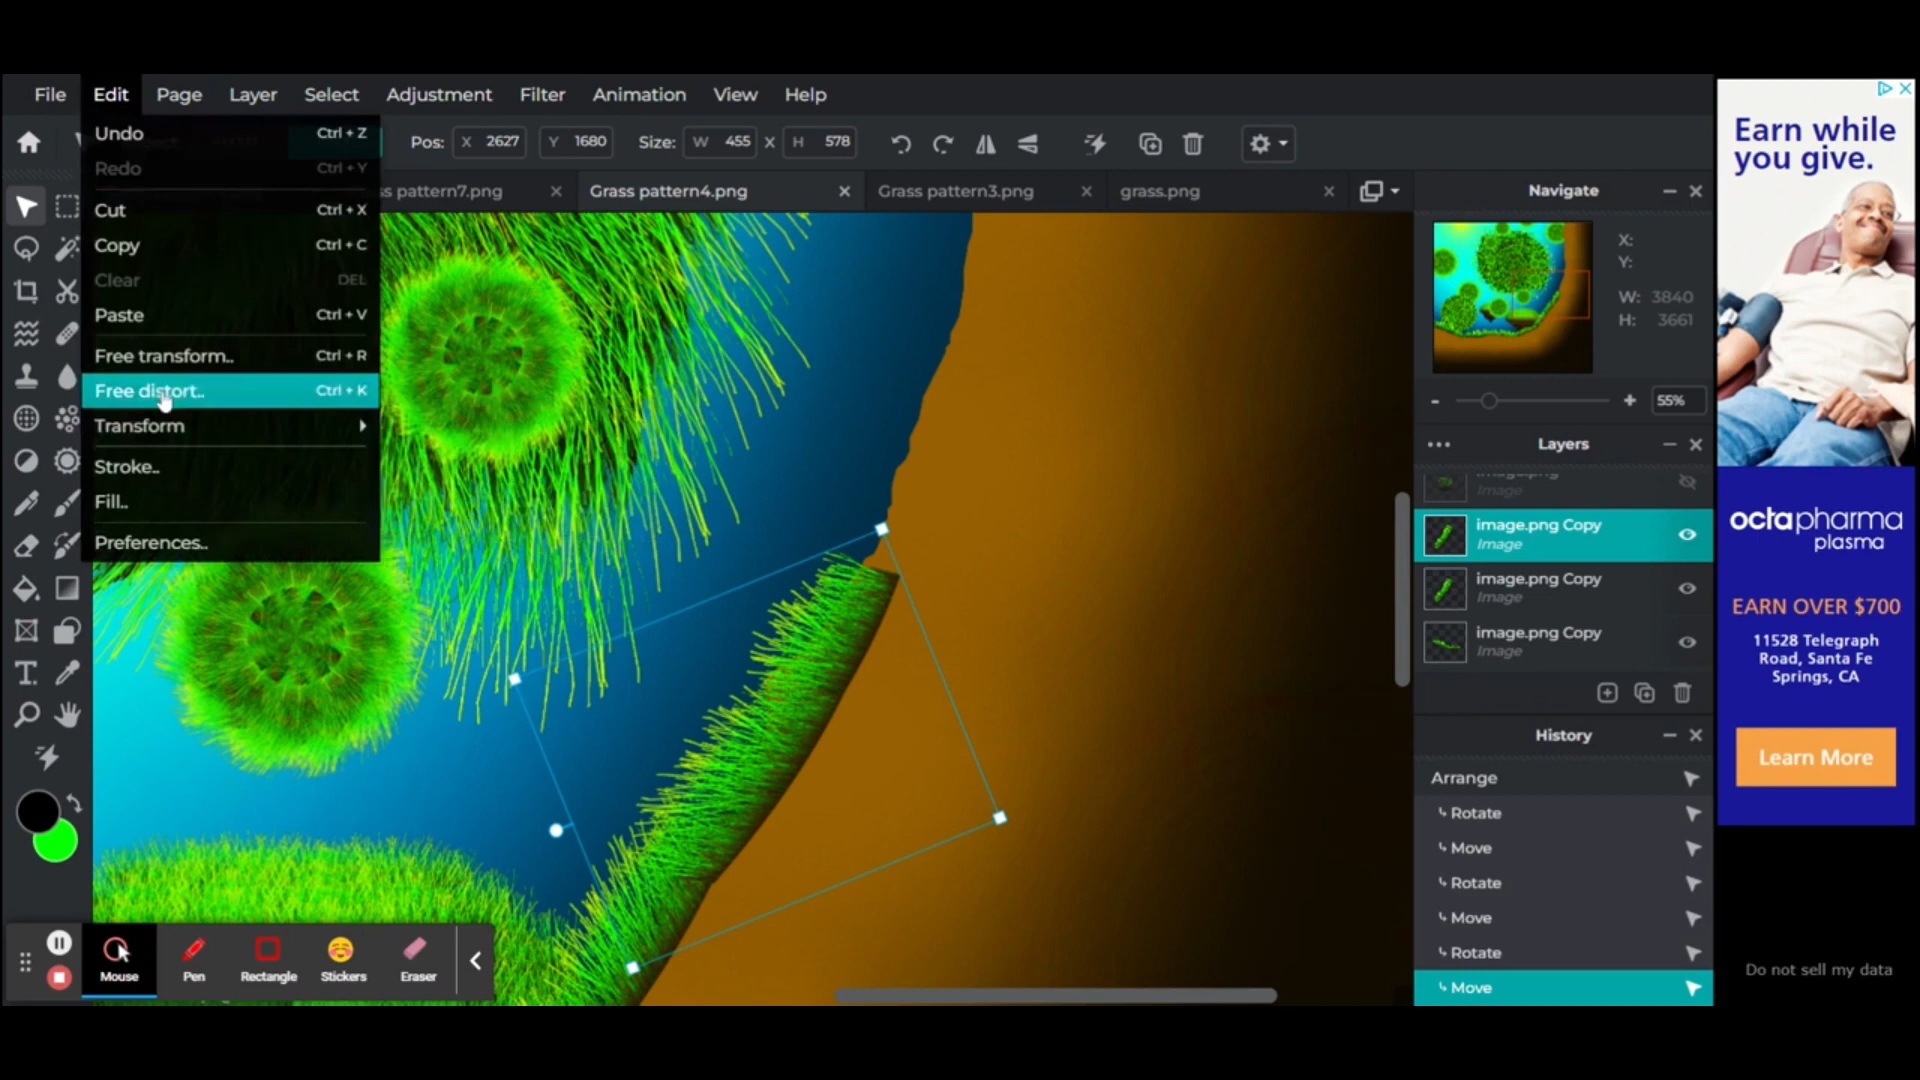 File Edit Page Layer Select Adjustment Filter Animation View Help
Pos: X 2627 Y 1680 Size: W 455 X H 578
pattern7.png Grass pattern4.png Grass pattern3.png grass.png
Undo Ctrl + Z
Redo Ctrl + Y
Cut Ctrl + X
Copy Ctrl + C
Clear DEL
Paste Ctrl + V
Free transform.. Ctrl + R
Free distort.. Ctrl + K
Transform
Stroke..
Fill..
Preferences..
Navigate
X:
Y:
W: 3840
H: 3661
- + 55%
Layers
Image
image.png Copy
Image
image.png Copy
Image
image.png Copy
Image
History
Arrange
Rotate
Move
Rotate
Move
Rotate
Move
Mouse Pen Rectangle Stickers Eraser
Earn while
you give.
octapharma
plasma
EARN OVER $700
11528 Telegraph
Road, Santa Fe
Springs, CA
Learn More
Do not sell my data